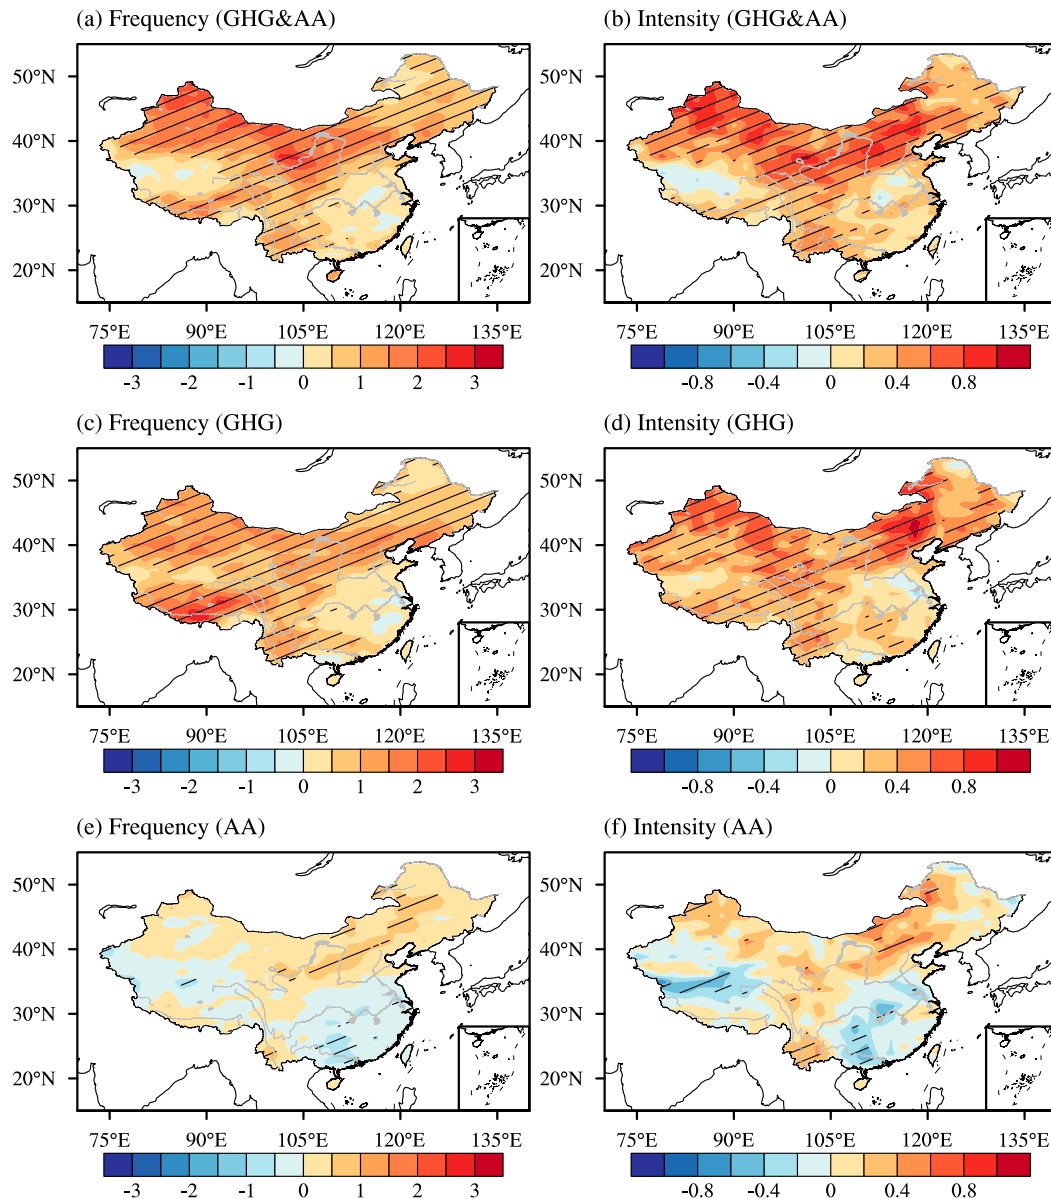 (a) Frequency (GHG&AA)
(b) Intensity (GHG&AA)
50°N
40°N
30°N
20°N
50°N
40°N
30°N
20°N
75°E 90°E 105°E 120°E 135°E
75°E 90°E 105°E 120°E 135°E
-3 -2 -1 0 1 2 3
-0.8 -0.4 0 0.4 0.8
(c) Frequency (GHG)
(d) Intensity (GHG)
50°N
40°N
30°N
20°N
50°N
40°N
30°N
20°N
75°E 90°E 105°E 120°E 135°E
75°E 90°E 105°E 120°E 135°E
-3 -2 -1 0 1 2 3
-0.8 -0.4 0 0.4 0.8
(e) Frequency (AA)
(f) Intensity (AA)
50°N
40°N
30°N
20°N
50°N
40°N
30°N
20°N
75°E 90°E 105°E 120°E 135°E
75°E 90°E 105°E 120°E 135°E
-3 -2 -1 0 1 2 3
-0.8 -0.4 0 0.4 0.8